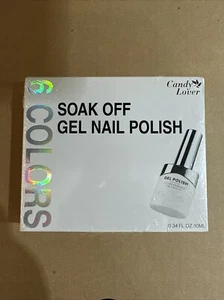 Candy
Lover
SOAK OFF
GEL NAIL POLISH
6 COLORS
GEL POLISH
0.34 FL.OZ/10ML